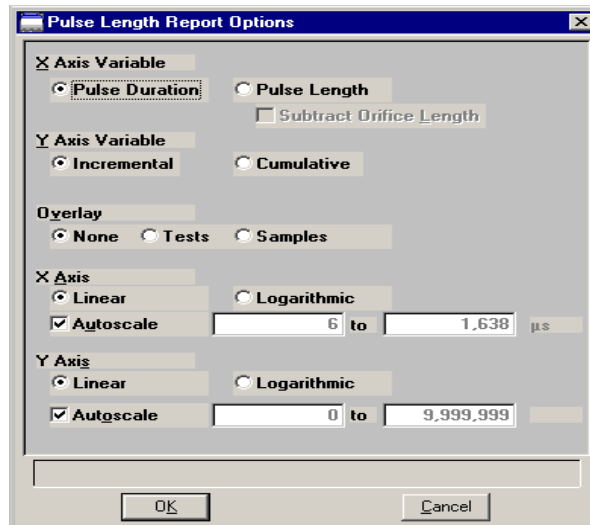 Pulse Length Report Options
X Axis Variable
Pulse Duration Pulse Length
Subtract Orifice Length
Y Axis Variable
Incremental Cumulative
Overlay
None Tests Samples
X Axis
Linear Logarithmic
Autoscale 6 to 1,638 µs
Y Axis
Linear Logarithmic
Autoscale 0 to 9,999,999
OK Cancel